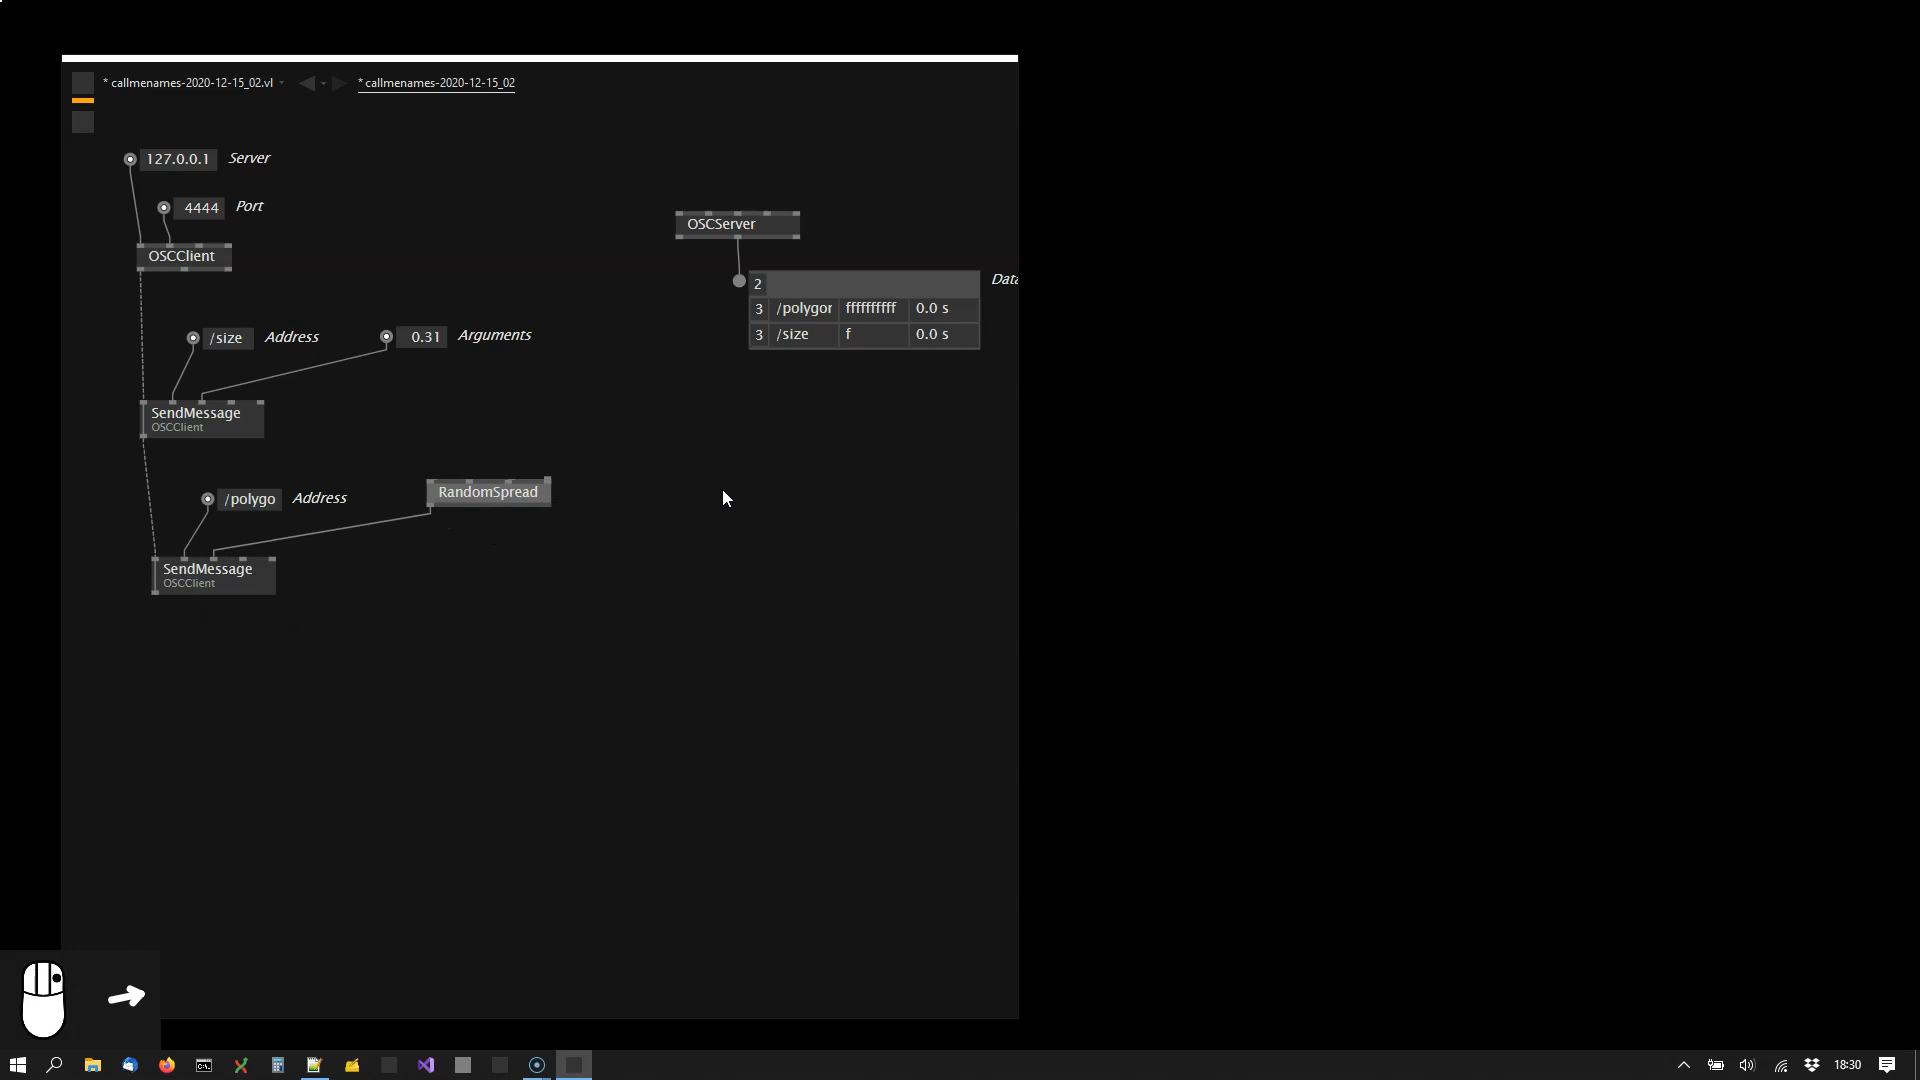 * callmenames-2020-12-15_02.vl
* callmenames-2020-12-15_02
127.0.0.1 Server
4444 Port
OSCClient
OSCServer
2
3 /polygor ffffffffff 0.0 s
3 /size f 0.0 s
/size Address 0.31 Arguments
SendMessage
OSCClient
/polygo Address
RandomSpread
SendMessage
OSCClient
18:30